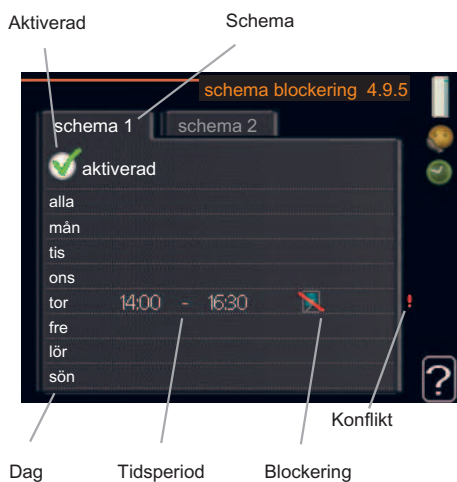 Aktiverad Schema
schema blockering 4.9.5
schema 1 schema 2
aktiverad
alla
mån
tis
ons
tor 14:00 - 16:30 !
fre
lör
sön
?
Konflikt
Dag Tidsperiod Blockering